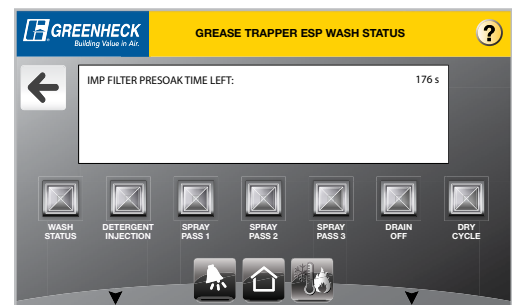 GREENHECK
Building Value in Air.
GREASE TRAPPER ESP WASH STATUS
?
IMP FILTER PRESOAK TIME LEFT: 176 s
WASH STATUS
DETERGENT INJECTION
SPRAY PASS 1
SPRAY PASS 2
SPRAY PASS 3
DRAIN OFF
DRY CYCLE